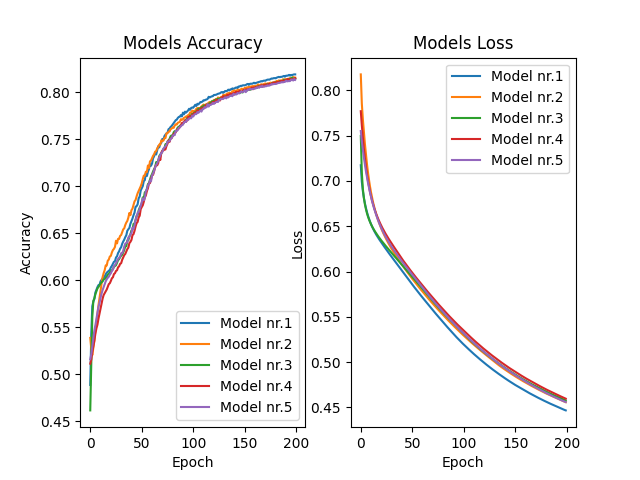 Models Accuracy
Accuracy
0.80
0.75
0.70
0.65
0.60
0.55
0.50
0.45
0
50
100
150
200
Epoch
Model nr.1
Model nr.2
Model nr.3
Model nr.4
Model nr.5
Models Loss
Loss
0.80
0.75
0.70
0.65
0.60
0.55
0.50
0.45
0
50
100
150
200
Epoch
Model nr.1
Model nr.2
Model nr.3
Model nr.4
Model nr.5